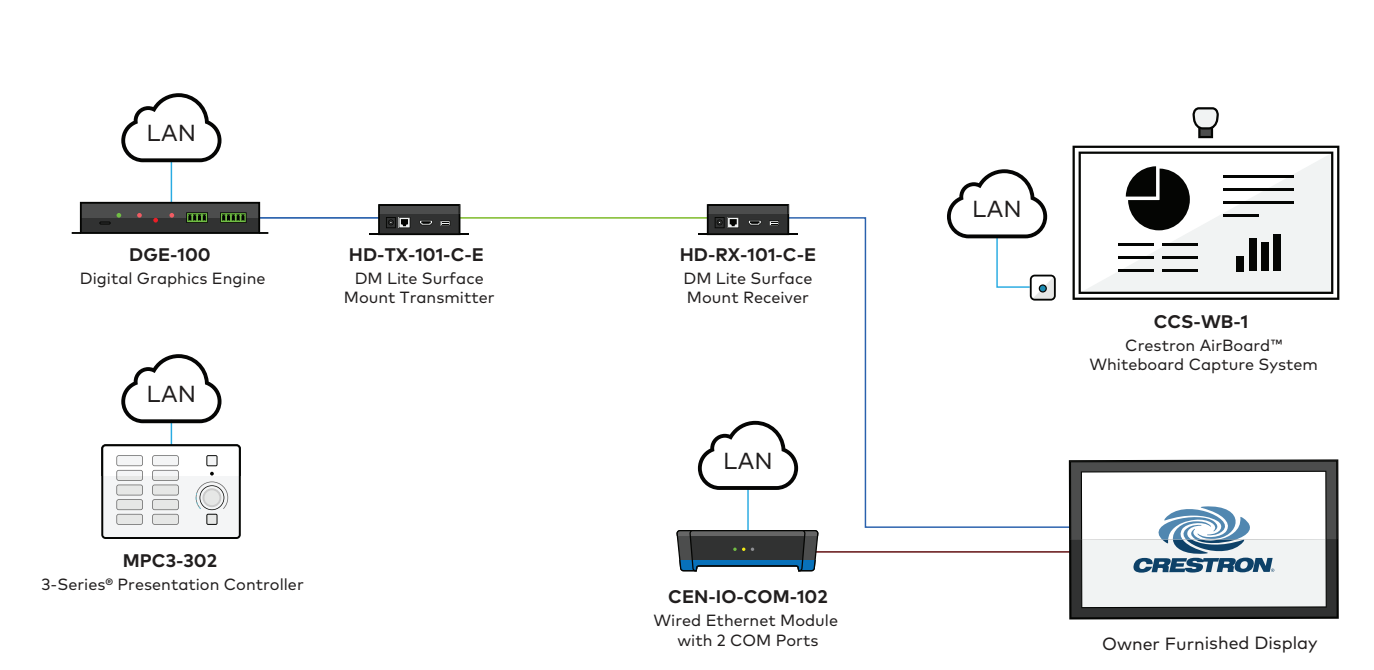 LAN
DGE-100
Digital Graphics Engine
HD-TX-101-C-E
DM Lite Surface
Mount Transmitter
HD-RX-101-C-E
DM Lite Surface
Mount Receiver
LAN
CCS-WB-1
Crestron AirBoard™
Whiteboard Capture System
LAN
MPC3-302
3-Series® Presentation Controller
LAN
CEN-IO-COM-102
Wired Ethernet Module
with 2 COM Ports
CRESTRON
Owner Furnished Display